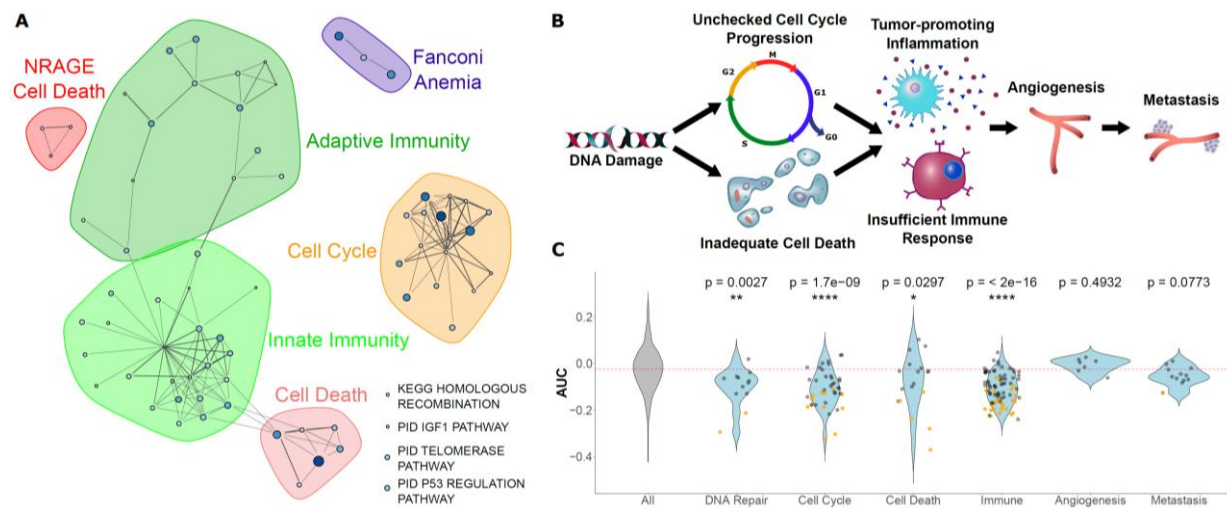 A
NRAGE
Cell Death
Fanconi
Anemia
Adaptive Immunity
Cell Cycle
Innate Immunity
Cell Death
KEGG HOMOLOGOUS
RECOMBINATION
PID IGF1 PATHWAY
PID TELOMERASE
PATHWAY
PID P53 REGULATION
PATHWAY
B
Unchecked Cell Cycle
Progression
M
G2
G1
G0
S
DNA Damage
Inadequate Cell Death
Tumor-promoting
Inflammation
Insufficient Immune
Response
Angiogenesis
Metastasis
C
p = 0.0027
p = 1.7e-09
p = 0.0297
p = < 2e-16
p = 0.4932
p = 0.0773
** **** * ****
AUC
0.2
0.0
−0.2
−0.4
All
DNA Repair
Cell Cycle
Cell Death
Immune
Angiogenesis
Metastasis